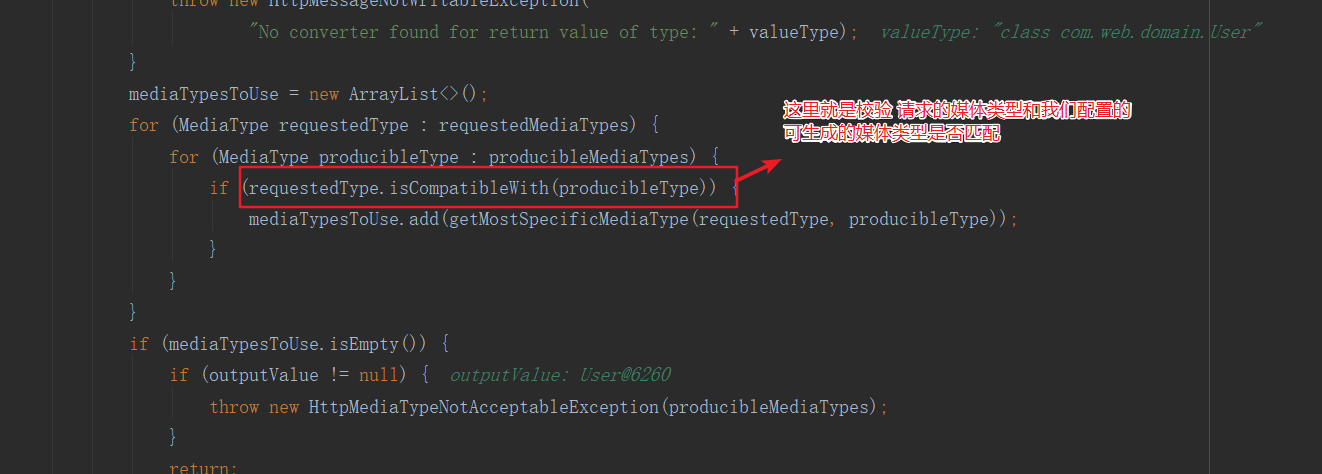 throw new HttpMessageNotWritableException(
"No converter found for return value of type: " + valueType);  valueType: "class com.web.domain.User"
}
mediaTypesToUse = new ArrayList<>();
for (MediaType requestedType : requestedMediaTypes) {
for (MediaType producibleType : producibleMediaTypes) {
if (requestedType.isCompatibleWith(producibleType)) {
mediaTypesToUse.add(getMostSpecificMediaType(requestedType, producibleType));
}
}
}
if (mediaTypesToUse.isEmpty()) {
if (outputValue != null) {  outputValue: User@6260
throw new HttpMediaTypeNotAcceptableException(producibleMediaTypes);
}
return;
这里就是校验 请求的媒体类型和我们配置的
可生成的媒体类型是否匹配